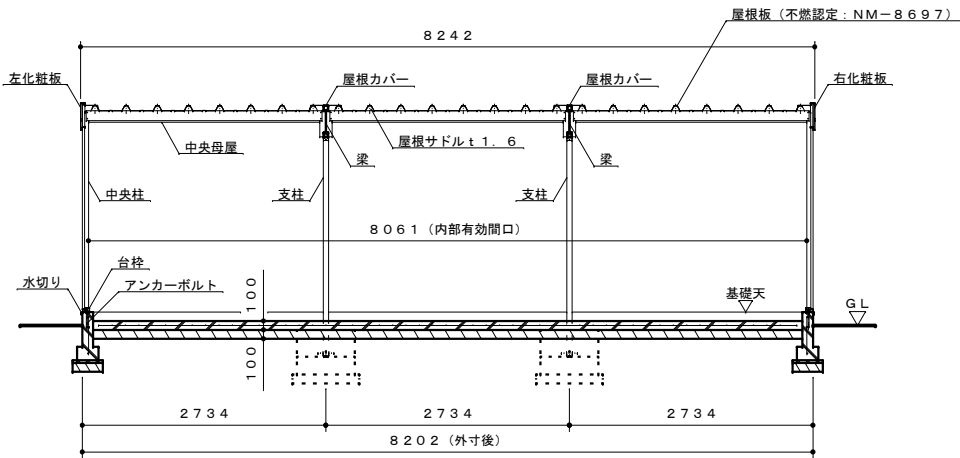 屋根板（不燃認定：ＮＭ－８６９７）
８２４２
左化粧板
屋根カバー
屋根カバー
右化粧板
中央母屋
屋根サドルｔ１．６
梁
梁
中央柱
支柱
支柱
８０６１（内部有効間口）
台枠
水切り
アンカーボルト
１００
基礎天
ＧＬ
１００
２７３４
２７３４
２７３４
８２０２（外寸後）